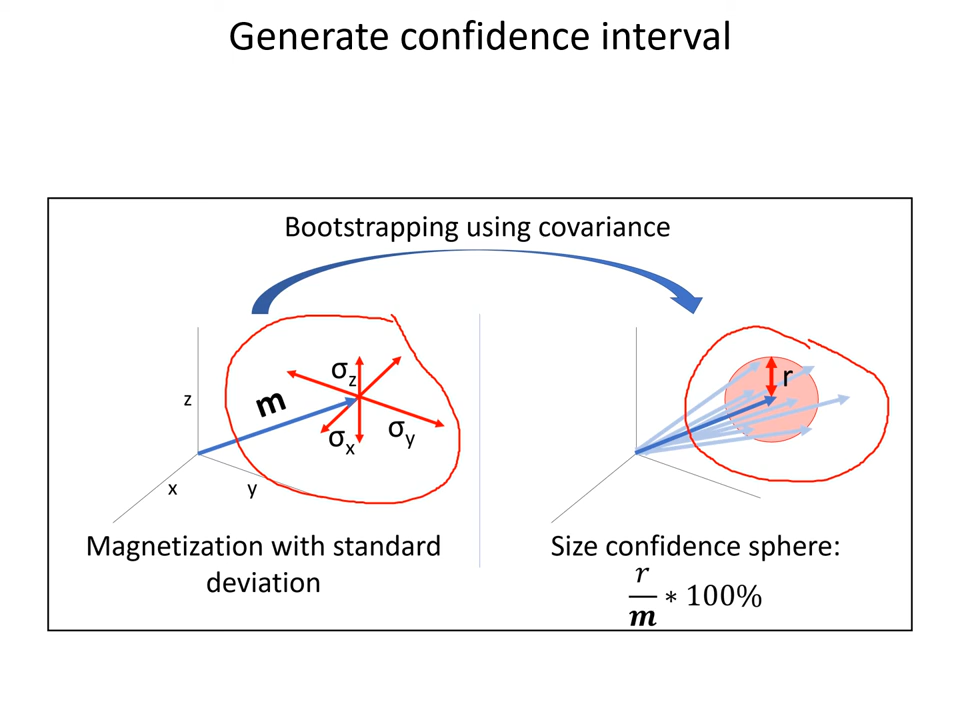 Generate confidence interval
Bootstrapping using covariance
z
x
y
m
σz
σx
σy
Magnetization with standard
deviation
r
Size confidence sphere:
r/m * 100%